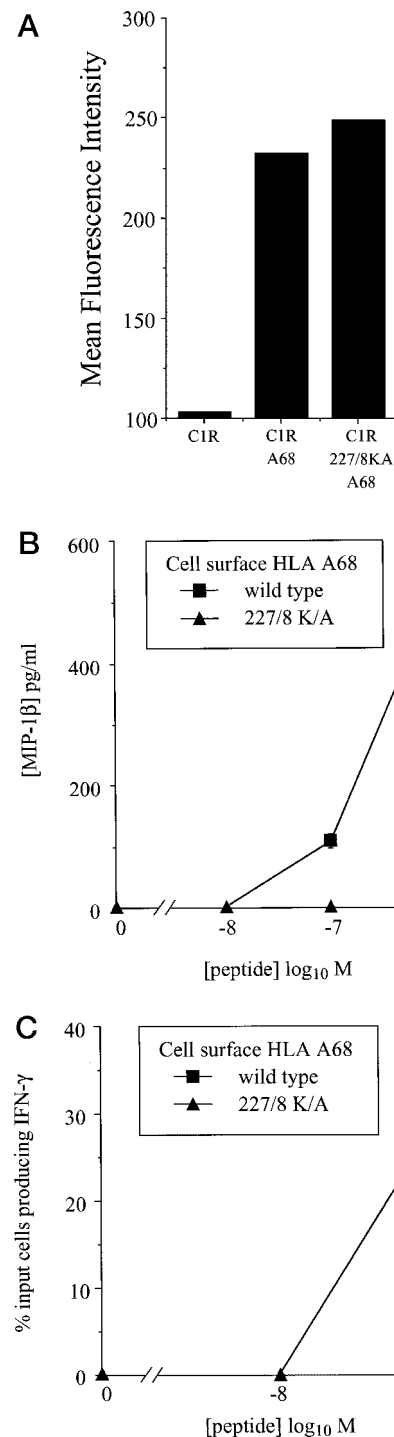 A
Mean Fluorescence Intensity
300
250
200
150
100
C1R
C1R
A68
C1R
227/8KA
A68
B
[MIP-1β] pg/ml
600
400
200
0
Cell surface HLA A68
wild type
227/8 K/A
0
-8
-7
[peptide] log₁₀ M
C
% input cells producing IFN-γ
40
30
20
10
0
Cell surface HLA A68
wild type
227/8 K/A
0
-8
[peptide] log₁₀ M